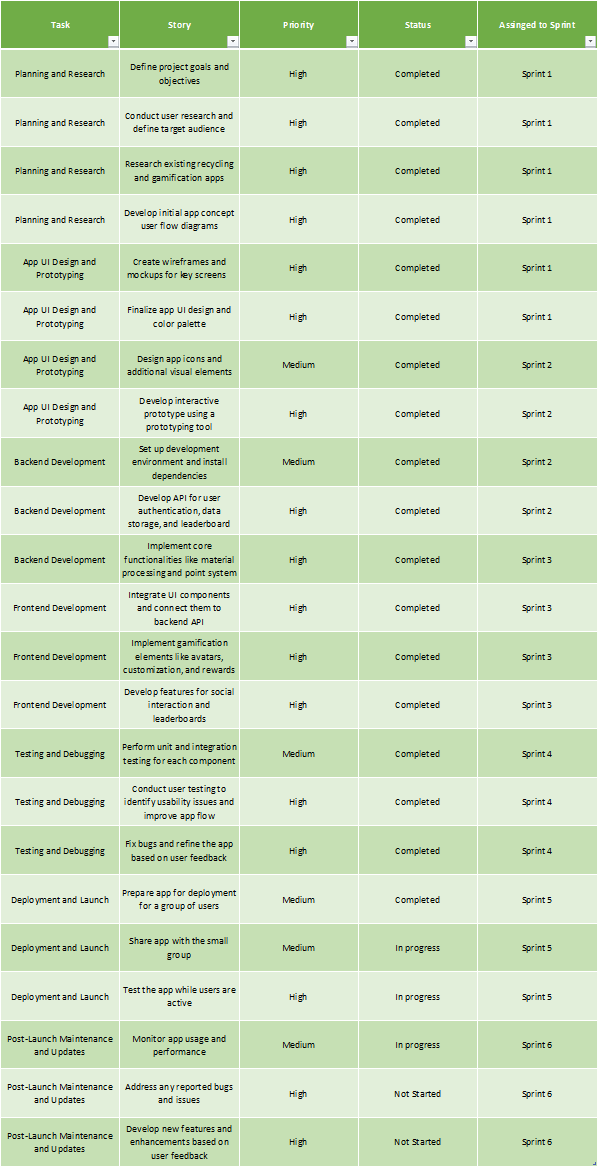 Task Story Priority Status Assinged to Sprint
Planning and Research Define project goals and objectives High Completed Sprint 1
Planning and Research Conduct user research and define target audience High Completed Sprint 1
Planning and Research Research existing recycling and gamification apps High Completed Sprint 1
Planning and Research Develop initial app concept user flow diagrams High Completed Sprint 1
App UI Design and Prototyping Create wireframes and mockups for key screens High Completed Sprint 1
App UI Design and Prototyping Finalize app UI design and color palette High Completed Sprint 1
App UI Design and Prototyping Design app icons and additional visual elements Medium Completed Sprint 2
App UI Design and Prototyping Develop interactive prototype using a prototyping tool High Completed Sprint 2
Backend Development Set up development environment and install dependencies Medium Completed Sprint 2
Backend Development Develop API for user authentication, data storage, and leaderboard High Completed Sprint 2
Backend Development Implement core functionalities like material processing and point system High Completed Sprint 3
Frontend Development Integrate UI components and connect them to backend API High Completed Sprint 3
Frontend Development Implement gamification elements like avatars, customization, and rewards High Completed Sprint 3
Frontend Development Develop features for social interaction and leaderboards High Completed Sprint 3
Testing and Debugging Perform unit and integration testing for each component Medium Completed Sprint 4
Testing and Debugging Conduct user testing to identify usability issues and improve app flow High Completed Sprint 4
Testing and Debugging Fix bugs and refine the app based on user feedback High Completed Sprint 4
Deployment and Launch Prepare app for deployment for a group of users Medium Completed Sprint 5
Deployment and Launch Share app with the small group Medium In progress Sprint 5
Deployment and Launch Test the app while users are active High In progress Sprint 5
Post-Launch Maintenance and Updates Monitor app usage and performance Medium In progress Sprint 6
Post-Launch Maintenance and Updates Address any reported bugs and issues High Not Started Sprint 6
Post-Launch Maintenance and Updates Develop new features and enhancements based on user feedback High Not Started Sprint 6